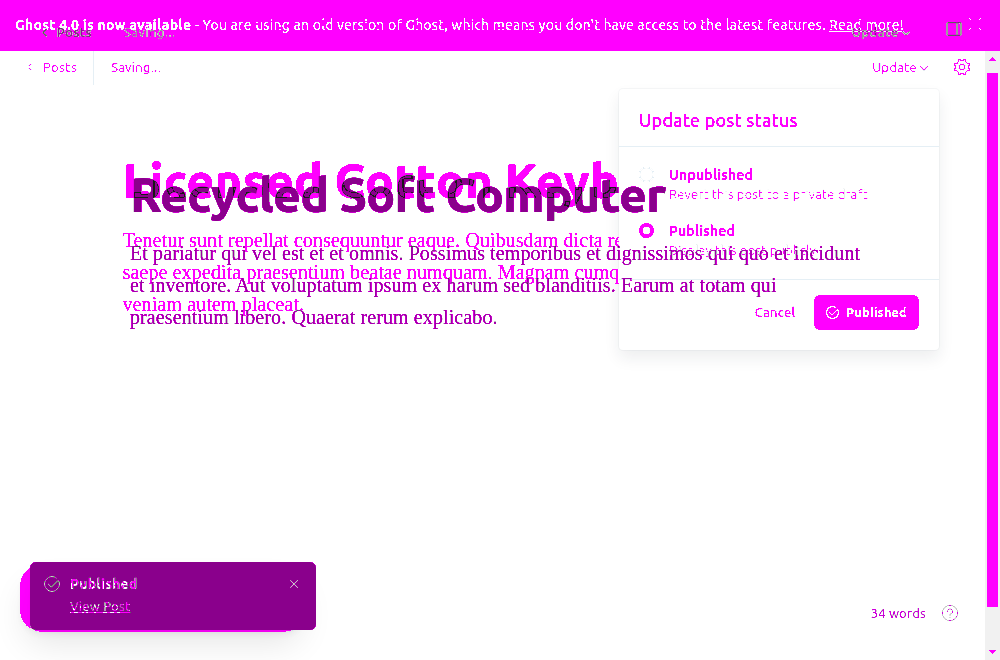 Ghost 4.0 is now available - You are using an old version of Ghost, which means you don't have access to the latest features. Read more!
Posts Saving... Update
Posts Saving... Update
Update post status
Licensed Cotton Keyb
Recycled Soft Computer
Unpublished
Revert this post to a private draft
Published
Display this post publicly
Tenetur sunt repellat consequuntur eaque. Quibusdam dicta re
Et pariatur qui vel est et et omnis. Possimus temporibus et dignissimos qui quo et incidunt
saepe expedita praesentium beatae numquam. Magnam cumq
et inventore. Aut voluptatum ipsum ex harum sed blanditiis. Earum at totam qui
veniam autem placeat.
praesentium libero. Quaerat rerum explicabo.
Cancel Published
Published
View Post
34 words